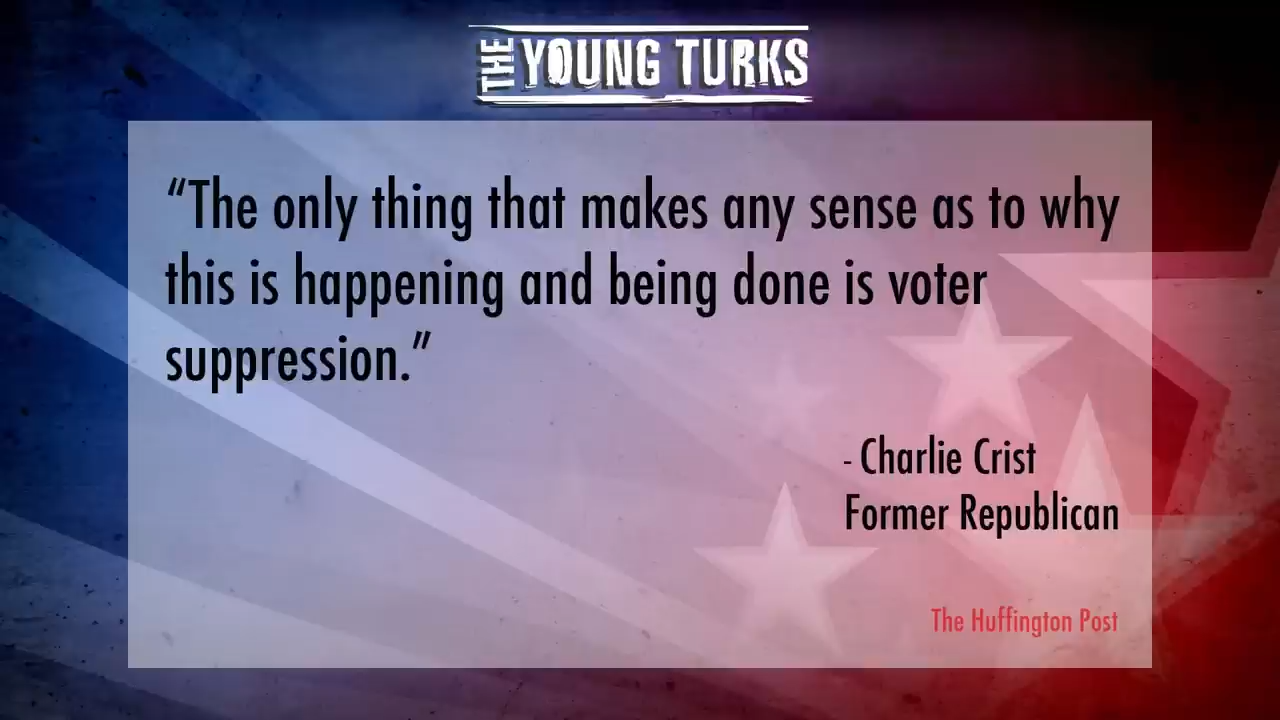 THE YOUNG TURKS
“The only thing that makes any sense as to why
this is happening and being done is voter
suppression.”
- Charlie Crist
Former Republican
The Huffington Post